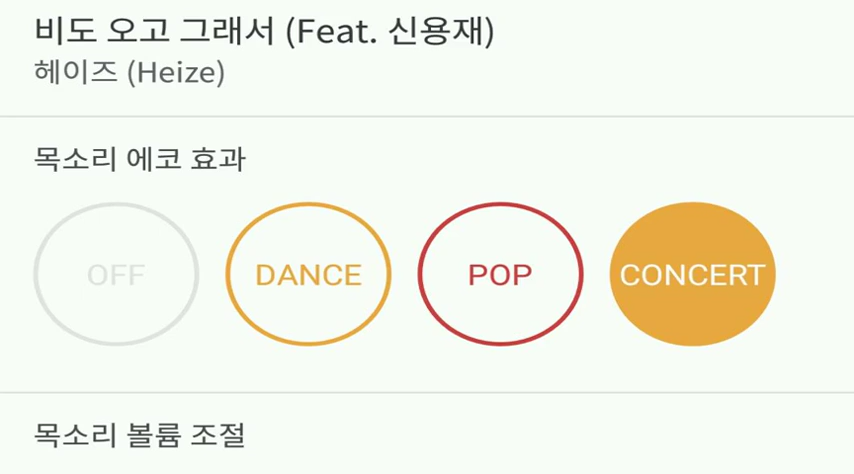 비도 오고 그래서 (Feat. 신용재)
헤이즈 (Heize)
목소리 에코 효과
OFF DANCE POP CONCERT
목소리 볼륨 조절